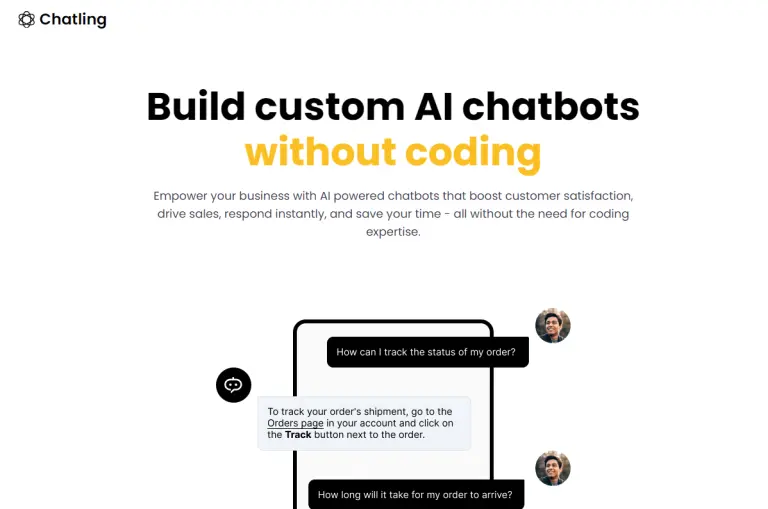 Chatling
Build custom AI chatbots
without coding
Empower your business with AI powered chatbots that boost customer satisfaction,
drive sales, respond instantly, and save your time - all without the need for coding
expertise.
How can I track the status of my order?
To track your order's shipment, go to the
Orders page in your account and click on
the Track button next to the order.
How long will it take for my order to arrive?